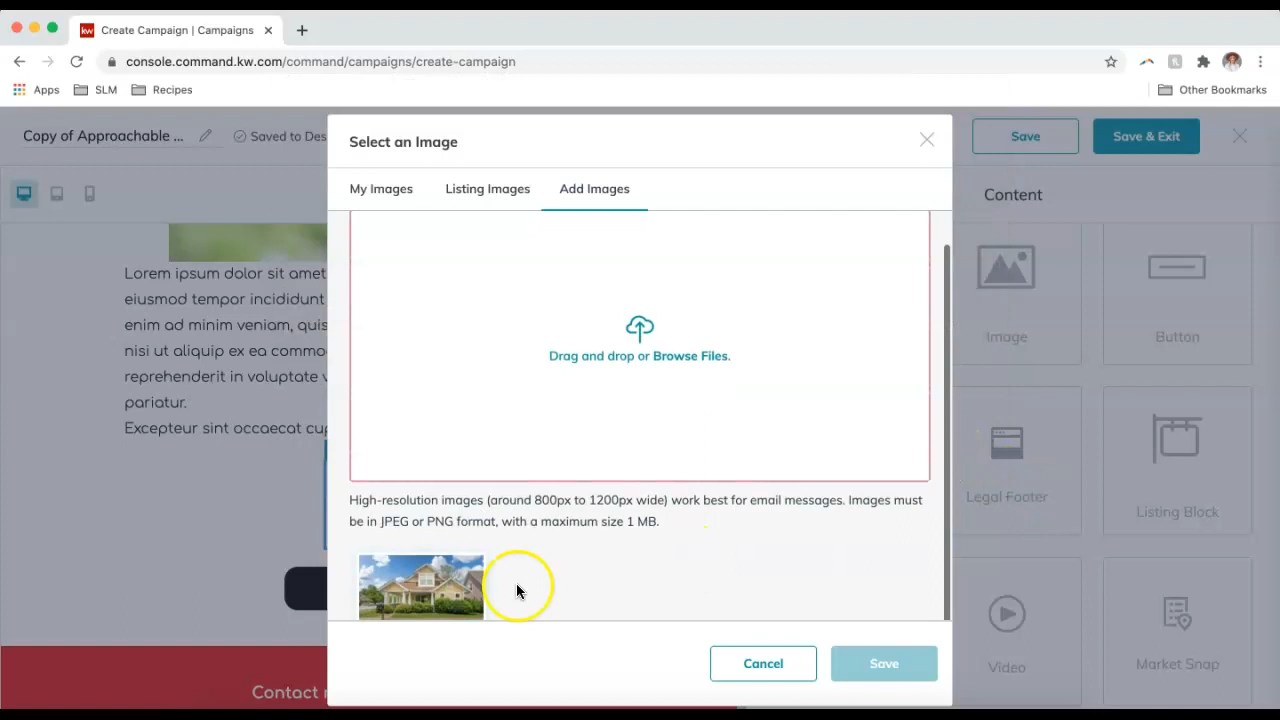 Create Campaign | Campaigns
console.command.kw.com/command/campaigns/create-campaign
Apps
SLM
Recipes
Other Bookmarks
Copy of Approachable ...
Saved to Des
Select an Image
Save
Save & Exit
My Images
Listing Images
Add Images
Content
Lorem ipsum dolor sit amet
eiusmod tempor incididunt
enim ad minim veniam, quis
nisi ut aliquip ex ea commo
reprehenderit in voluptate v
pariatur.
Excepteur sint occaecat cup
Drag and drop or Browse Files.
High-resolution images (around 800px to 1200px wide) work best for email messages. Images must
be in JPEG or PNG format, with a maximum size 1 MB.
Image
Button
Legal Footer
Listing Block
Video
Market Snap
Cancel
Save
Contact
kw